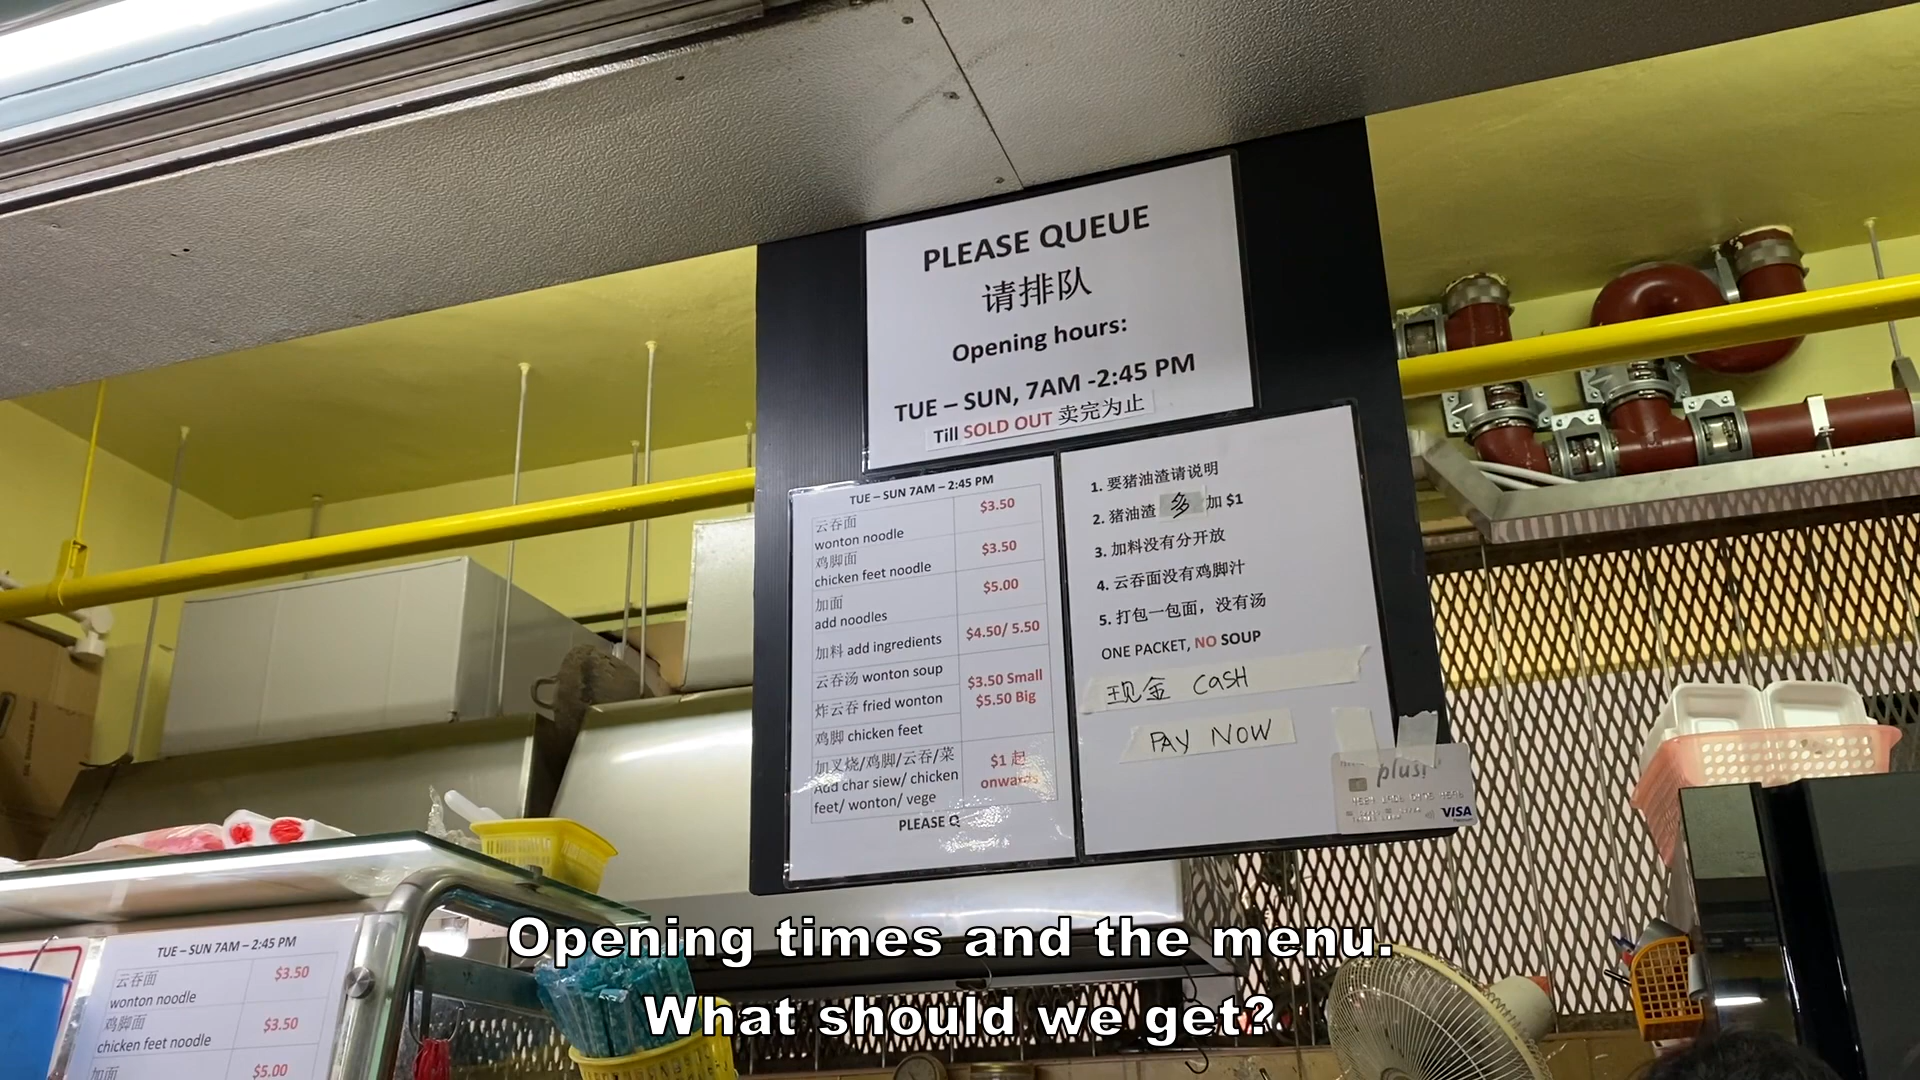 PLEASE QUEUE
请排队
Opening hours:
TUE – SUN, 7AM -2:45 PM
Till SOLD OUT 卖完为止
TUE – SUN 7AM – 2:45 PM
云吞面
wonton noodle
$3.50
鸡脚面
chicken feet noodle
$3.50
加面
add noodles
$5.00
加料 add ingredients
$4.50/ 5.50
云吞汤 wonton soup
炸云吞 fried wonton
鸡脚 chicken feet
$3.50 Small
$5.50 Big
加叉烧/鸡脚/云吞/菜
Add char siew/ chicken
feet/ wonton/ vege
$1 起
onwards
PLEASE Q
1. 要猪油渣请说明
2. 猪油渣 多 加 $1
3. 加料没有分开放
4. 云吞面没有鸡脚汁
5. 打包一包面，没有汤
ONE PACKET, NO SOUP
现金 CASH
PAY NOW
plus!
VISA
TUE – SUN 7AM – 2:45 PM
云吞面
wonton noodle
$3.50
鸡脚面
chicken feet noodle
$3.50
加面
$5.00
Opening times and the menu.
What should we get?